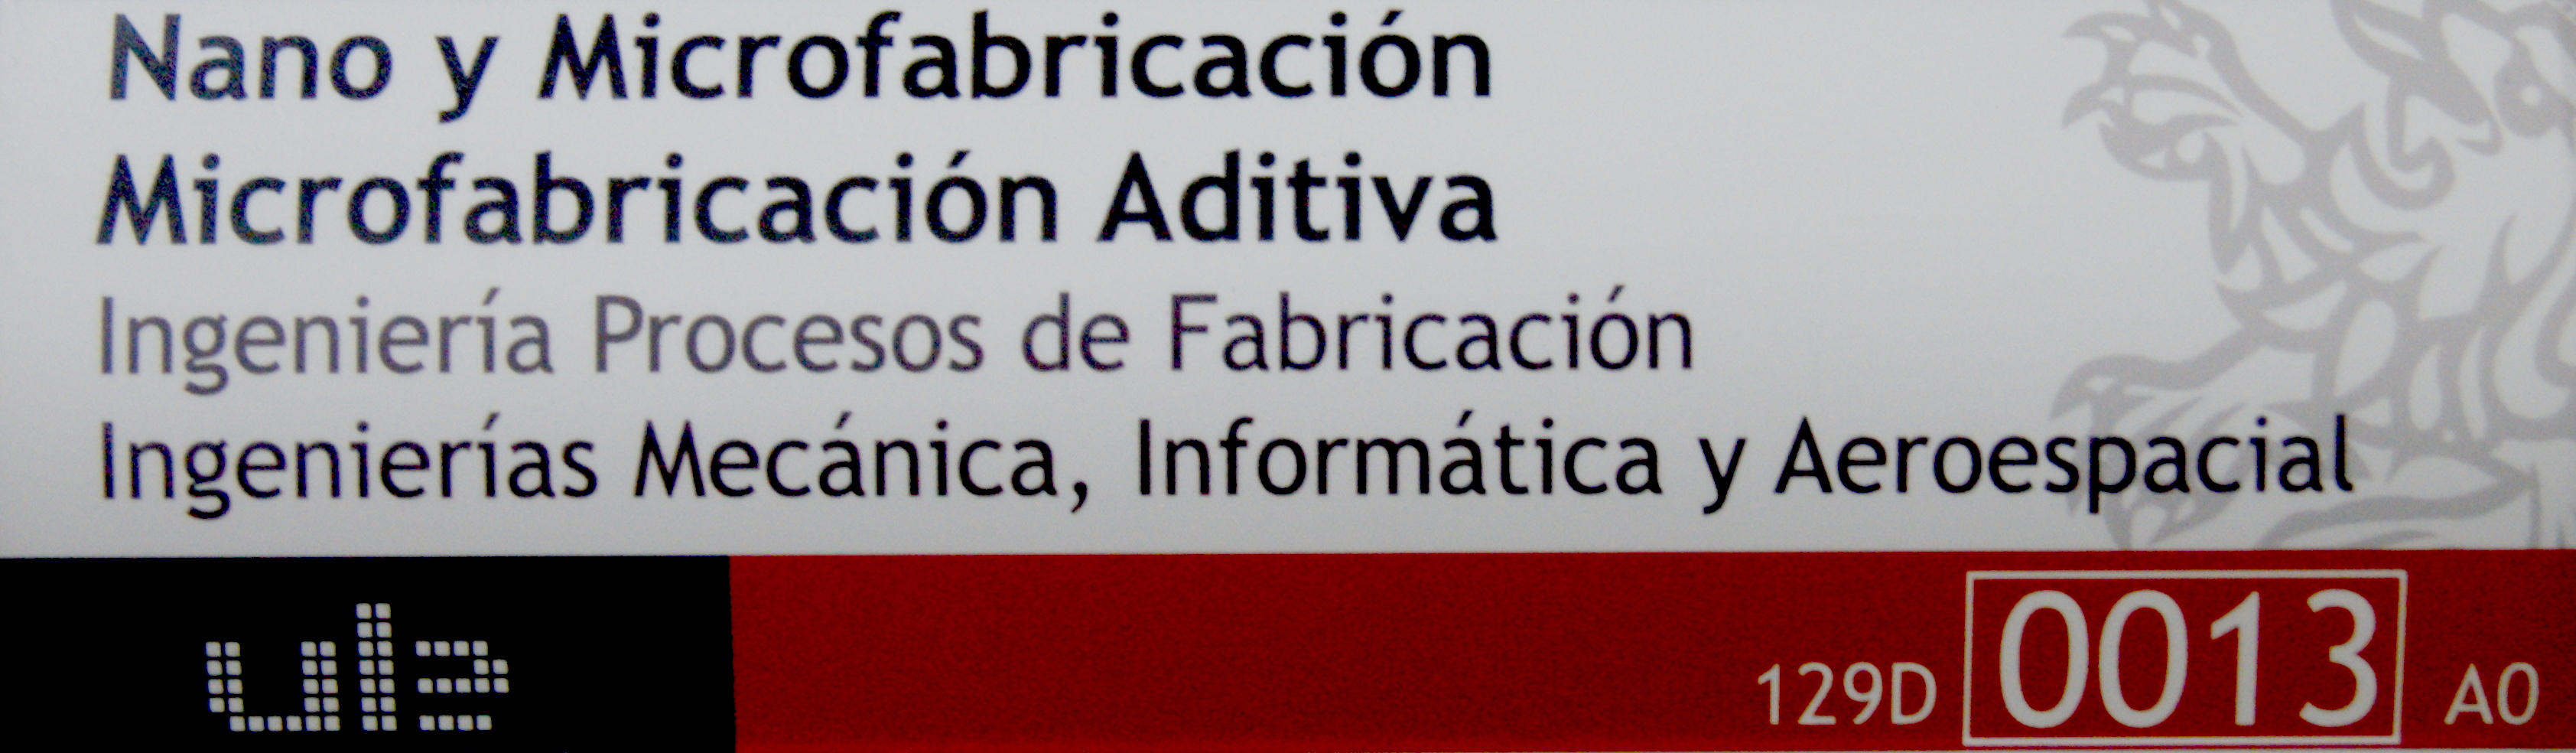 Nano y Microfabricación
Microfabricación Aditiva
Ingeniería Procesos de Fabricación
Ingenierías Mecánica, Informática y Aeroespacial
ule
129D 0013 A0